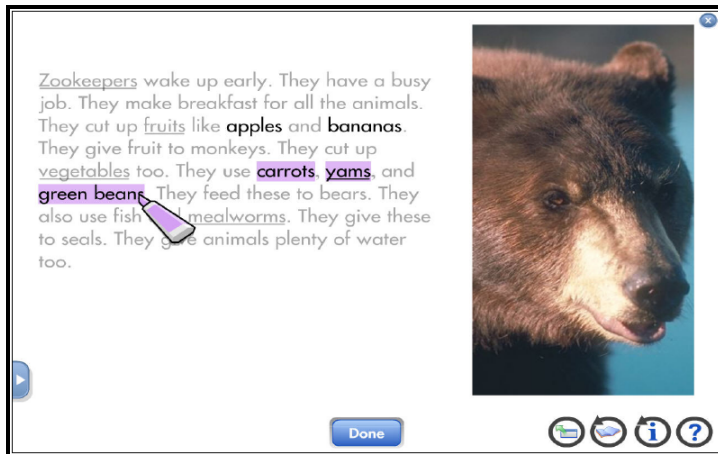 Zookeepers wake up early. They have a busy
job. They make breakfast for all the animals.
They cut up fruits like apples and bananas.
They give fruit to monkeys. They cut up
vegetables too. They use carrots, yams, and
green beans. They feed these to bears. They
also use fish mealworms. They give these
to seals. They animals plenty of water
too.
Done